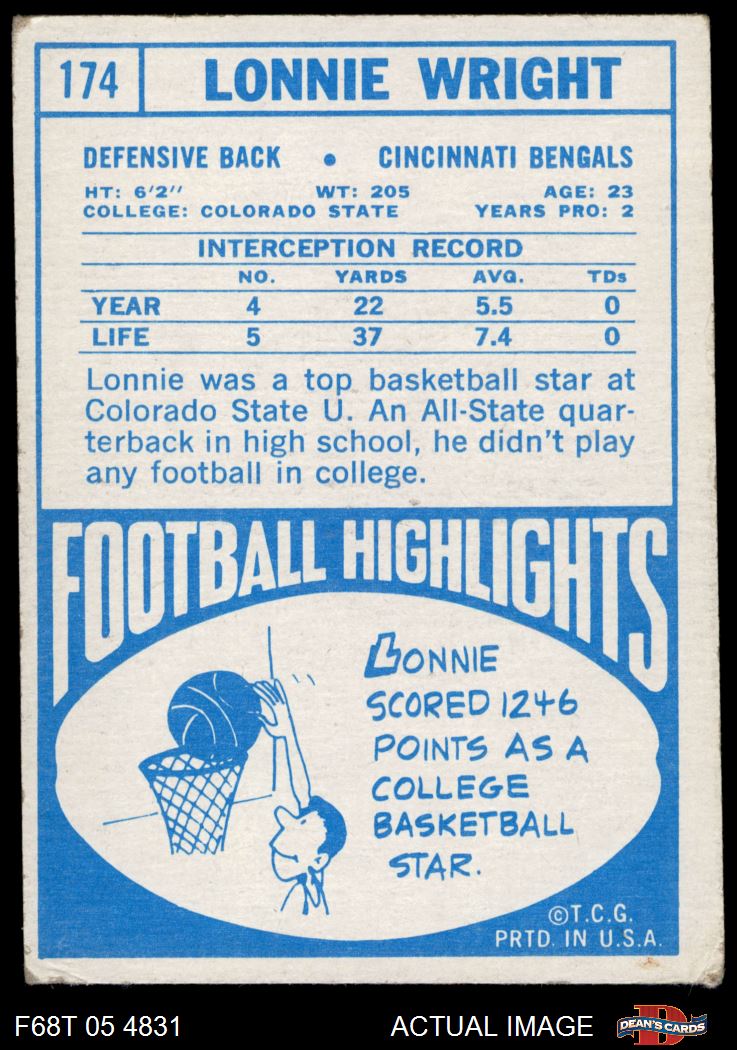 174 LONNIE WRIGHT
DEFENSIVE BACK • CINCINNATI BENGALS
HT: 6'2'' WT: 205 AGE: 23
COLLEGE: COLORADO STATE YEARS PRO: 2
INTERCEPTION RECORD
NO. YARDS AVG. TDs
YEAR 4 22 5.5 0
LIFE 5 37 7.4 0
Lonnie was a top basketball star at
Colorado State U. An All-State quar-
terback in high school, he didn't play
any football in college.
FOOTBALL HIGHLIGHTS
LONNIE
SCORED 1246
POINTS AS A
COLLEGE
BASKETBALL
STAR.
©T.C.G.
PRTD. IN U.S.A.
F68T 05 4831 ACTUAL IMAGE D DEAN'S CARDS